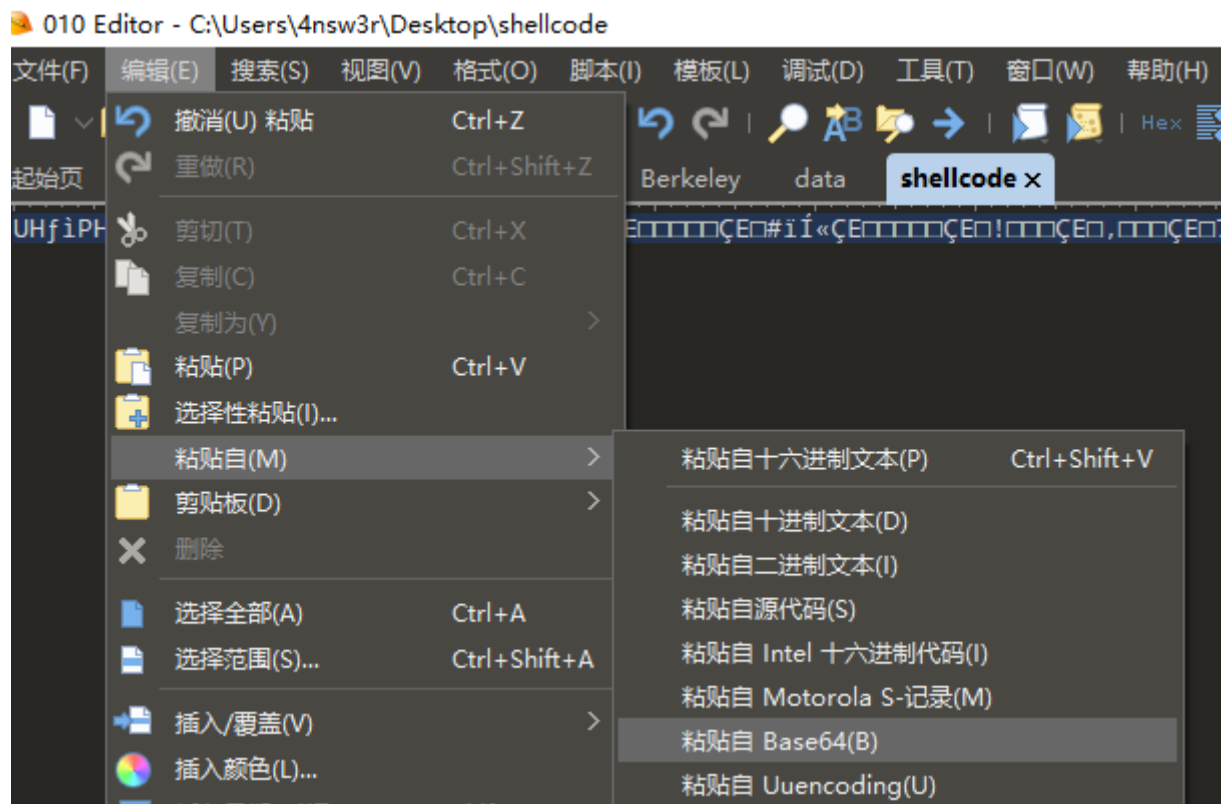 010 Editor - C:\Users\4nsw3r\Desktop\shellcode
文件(F) 编辑(E) 搜索(S) 视图(V) 格式(O) 脚本(I) 模板(L) 调试(D) 工具(T) 窗口(W) 帮助(H)
撤消(U) 粘贴 Ctrl+Z
Hex
重做(R) Ctrl+Shift+Z
起始页 Berkeley data shellcode ×
剪切(T) Ctrl+X
复制(C) Ctrl+C
复制为(Y) >
粘贴(P) Ctrl+V
选择性粘贴(I)...
粘贴自(M) >
粘贴自十六进制文本(P) Ctrl+Shift+V
剪贴板(D) >
粘贴自十进制文本(D)
删除
粘贴自二进制文本(I)
选择全部(A) Ctrl+A
粘贴自源代码(S)
选择范围(S)... Ctrl+Shift+A
粘贴自 Intel 十六进制代码(I)
粘贴自 Motorola S-记录(M)
插入/覆盖(V) >
粘贴自 Base64(B)
插入颜色(L)...
粘贴自 Uuencoding(U)